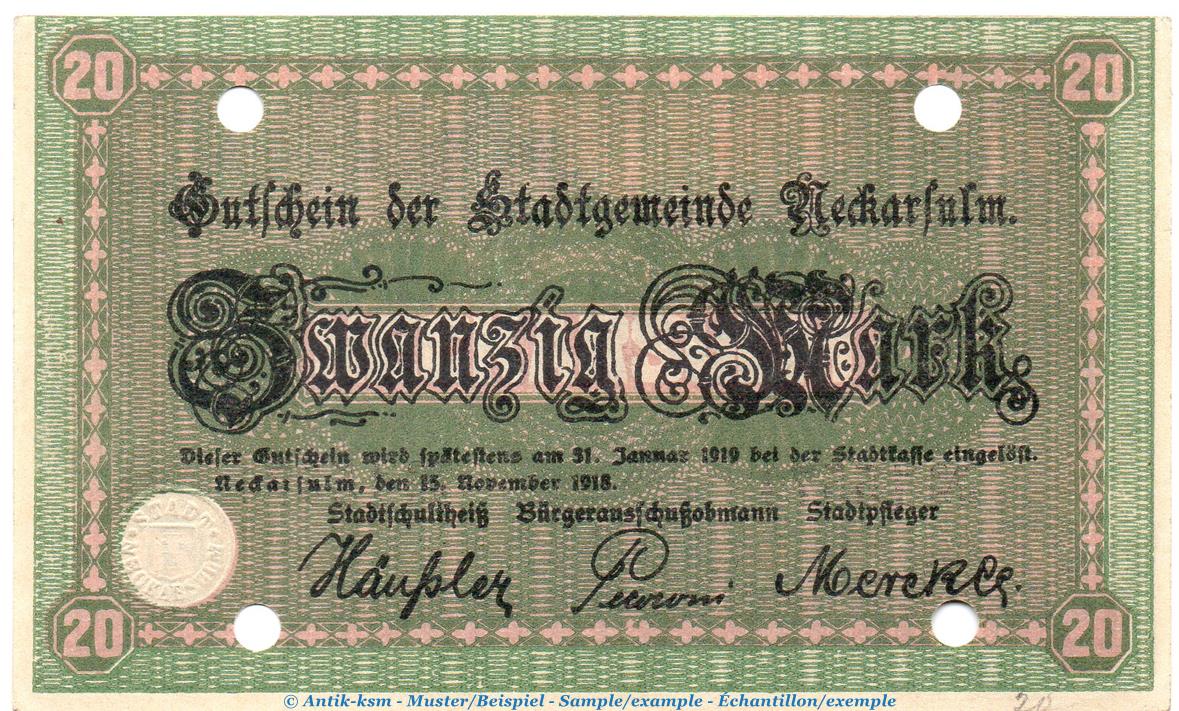 20 20
Gutschein der Stadtgemeinde Neckarsulm.
Zwanzig Mark
Dieser Gutschein wird spätestens am 31. Januar 1919 bei der Stadtkasse eingelöst.
Neckarsulm, den 15. November 1918.
Stadtschultheiß Bürgerausschußobmann Stadtpfleger
Häußler Merckle.
STADT
20 20
© Antik-ksm - Muster/Beispiel - Sample/example - Échantillon/exemple
20